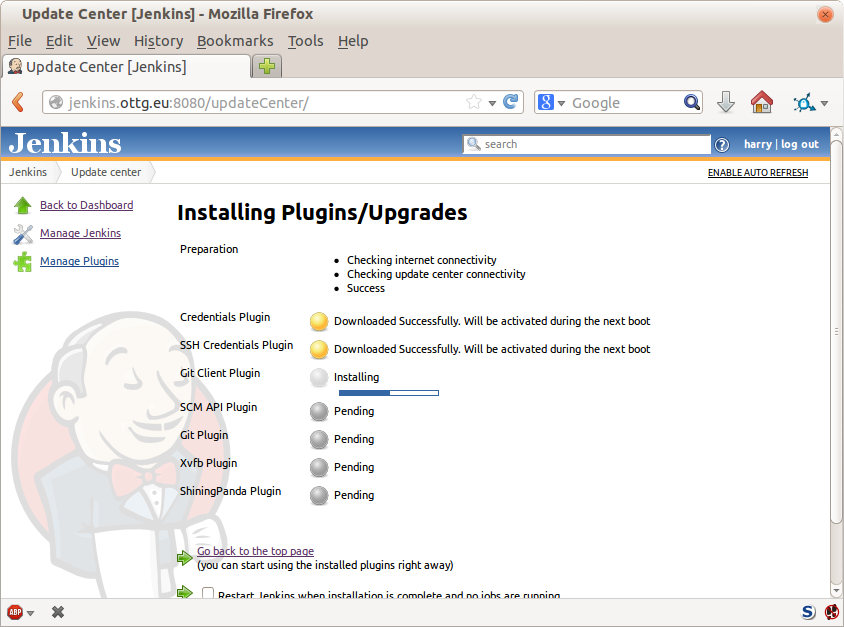 Update Center [Jenkins] - Mozilla Firefox
File Edit View History Bookmarks Tools Help
Update Center [Jenkins]
jenkins.ottg.eu:8080/updateCenter/
8 Google
Jenkins
search
? harry | log out
Jenkins Update center
ENABLE AUTO REFRESH
Back to Dashboard
Manage Jenkins
Manage Plugins
Installing Plugins/Upgrades
Preparation
• Checking internet connectivity
• Checking update center connectivity
• Success
Credentials Plugin Downloaded Successfully. Will be activated during the next boot
SSH Credentials Plugin Downloaded Successfully. Will be activated during the next boot
Git Client Plugin Installing
SCM API Plugin Pending
Git Plugin Pending
Xvfb Plugin Pending
ShiningPanda Plugin Pending
Go back to the top page
(you can start using the installed plugins right away)
Restart Jenkins when installation is complete and no jobs are running
ABP
S